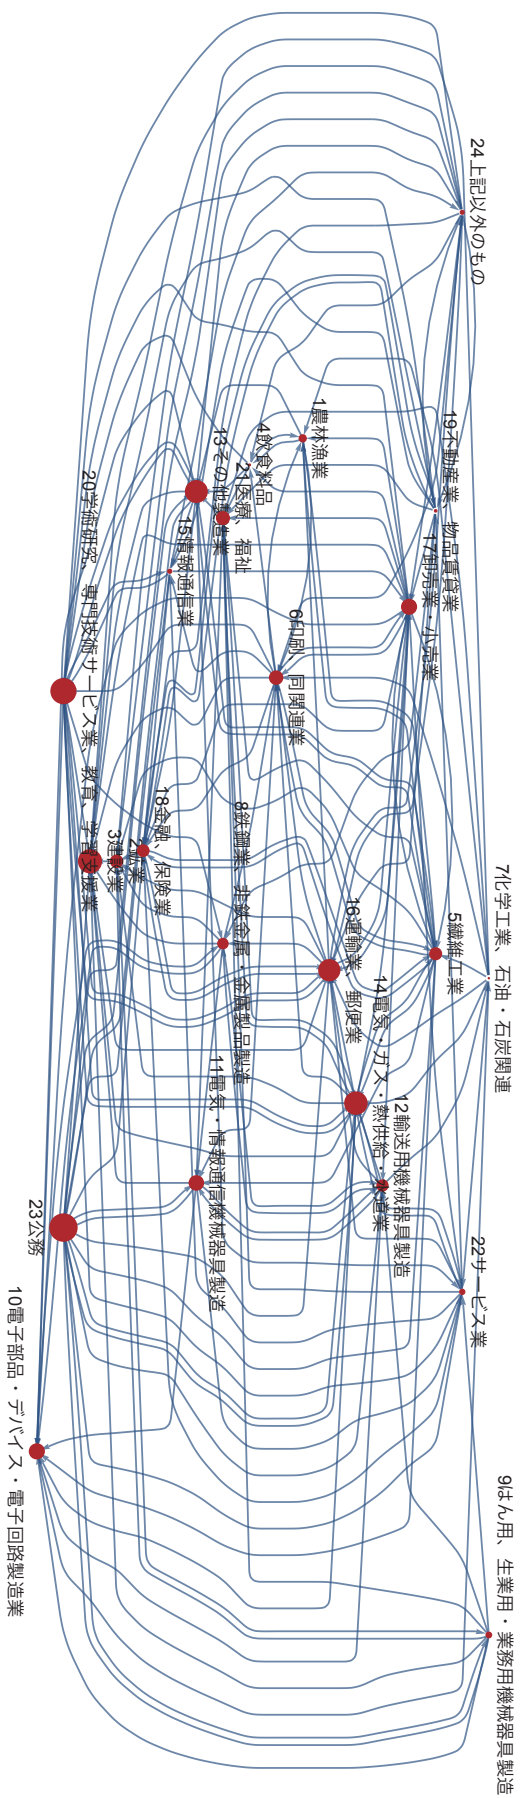 24上記以外のもの
1農林漁業
19不動産業、物品賃貸業
4飲食料品
13その他製造業
21医療、福祉
20学術研究、専門技術サービス業、教育、学習支援業
15情報通信業
17卸売業・小売業
6印刷、同関連業
18金融、保険業
8鉄鋼業、非鉄金属・金属製品製造
3建設業
2鉱業
7化学工業、石油・石炭関連
16運輸業、郵便業
5繊維工業
14電気・ガス・熱供給・水道業
11電気・情報通信機械器具製造
12輸送用機械器具製造
23公務
22サービス業
10電子部品・デバイス・電子回路製造業
9はん用、生業用・業務用機械器具製造